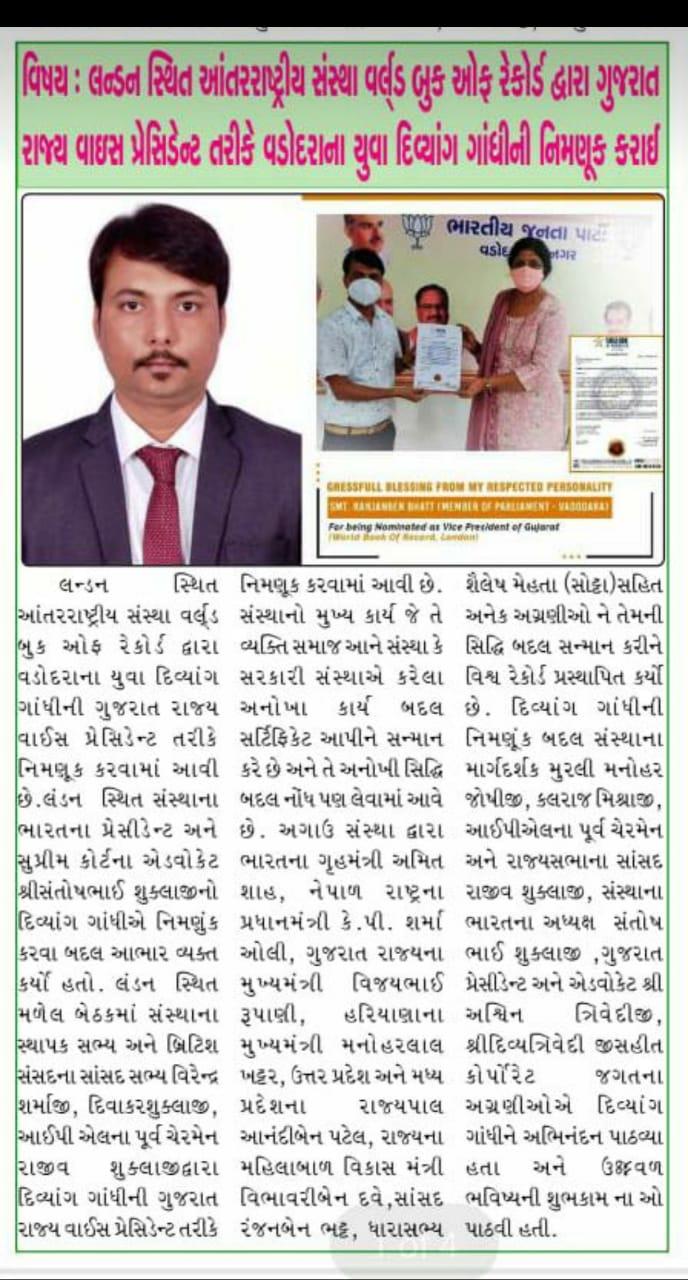 વિષય : લન્ડન સ્થિત આંતરરાષ્ટ્રીય સંસ્થા વર્લ્ડ બુક ઓફ રેકોર્ડ દ્વારા ગુજરાત
રાજ્ય વાઇસ પ્રેસિડેન્ટ તરીકે વડોદરાના યુવા દિવ્યાંગ ગાંધીની નિમણૂક કરાઈ
ભારતીય જનતા પાર્ટી
GRESSFULL BLESSING FROM MY RESPECTED PERSONALITY
SMT. RANJANBEN BHATT (MEMBER OF PARLIAMENT - VADODARA)
For being Nominated as Vice President of Gujarat
(World Book Of Record, London)
લન્ડન સ્થિત
આંતરરાષ્ટ્રીય સંસ્થા વર્લ્ડ
બુક ઓફ રેકોર્ડ દ્વારા
વડોદરાના યુવા દિવ્યાંગ
ગાંધીની ગુજરાત રાજ્ય
વાઈસ પ્રેસિડેન્ટ તરીકે
નિમણૂક કરવામાં આવી
છે.લંડન સ્થિત સંસ્થાના
ભારતના પ્રેસીડેન્ટ અને
સુપ્રીમ કોર્ટના એડવોકેટ
શ્રીસંતોષભાઈ શુક્લાજીનો
દિવ્યાંગ ગાંધીએ નિમણુંક
કરવા બદલ આભાર વ્યક્ત
કર્યો હતો. લંડન સ્થિત
મળેલ બેઠકમાં સંસ્થાના
સ્થાપક સભ્ય અને બ્રિટિશ
સંસદના સાંસદ સભ્ય વિરેન્દ્ર
શર્માજી, દિવાકરશુક્લાજી,
આઈપી એલના પૂર્વ ચેરમેન
રાજીવ શુક્લાજીદ્વારા
દિવ્યાંગ ગાંધીની ગુજરાત
રાજ્ય વાઈસ પ્રેસિડેન્ટ તરીકે
નિમણૂક કરવામાં આવી છે.
સંસ્થાનો મુખ્ય કાર્ય જે તે
વ્યક્તિ સમાજ આને સંસ્થા કે
સરકારી સંસ્થાએ કરેલા
અનોખા કાર્ય બદલ
સર્ટિફિકેટ આપીને સન્માન
કરે છે અને તે અનોખી સિદ્ધિ
બદલ નોંધ પણ લેવામાં આવે
છે. અગાઉ સંસ્થા દ્વારા
ભારતના ગૃહમંત્રી અમિત
શાહ, નેપાળ રાષ્ટ્રના
પ્રધાનમંત્રી કે.પી. શર્મા
ઓલી, ગુજરાત રાજ્યના
મુખ્યમંત્રી વિજયભાઈ
રૂપાણી, હરિયાણાના
મુખ્યમંત્રી મનોહરલાલ
ખટ્ટર, ઉત્તર પ્રદેશ અને મધ્ય
પ્રદેશના રાજ્યપાલ
આનંદીબેન પટેલ, રાજ્યના
મહિલાબાળ વિકાસ મંત્રી
વિભાવરીબેન દવે,સાંસદ
રંજનબેન ભટ્ટ, ધારાસભ્ય
શૈલેષ મેહતા (સોટ્ટા)સહિત
અનેક અગ્રણીઓ ને તેમની
સિદ્ધિ બદલ સન્માન કરીને
વિશ્વ રેકોર્ડ પ્રસ્થાપિત કર્યો
છે. દિવ્યાંગ ગાંધીની
નિમણૂંક બદલ સંસ્થાના
માર્ગદર્શક મુરલી મનોહર
જોષીજી, કલરાજ મિશ્રાજી,
આઈપીએલના પૂર્વ ચેરમેન
અને રાજ્યસભાના સાંસદ
રાજીવ શુક્લાજી, સંસ્થાના
ભારતના અધ્યક્ષ સંતોષ
ભાઈ શુક્લાજી ,ગુજરાત
પ્રેસીડેન્ટ અને એડવોકેટ શ્રી
અશ્વિન ત્રિવેદીજી,
શ્રીદિવ્યત્રિવેદી જીસહીત
કોર્પોરેટ જગતના
અગ્રણીઓએ દિવ્યાંગ
ગાંધીને અભિનંદન પાઠવ્યા
હતા અને ઉજ્જવળ
ભવિષ્યની શુભકામ ના ઓ
પાઠવી હતી.
1 of 4